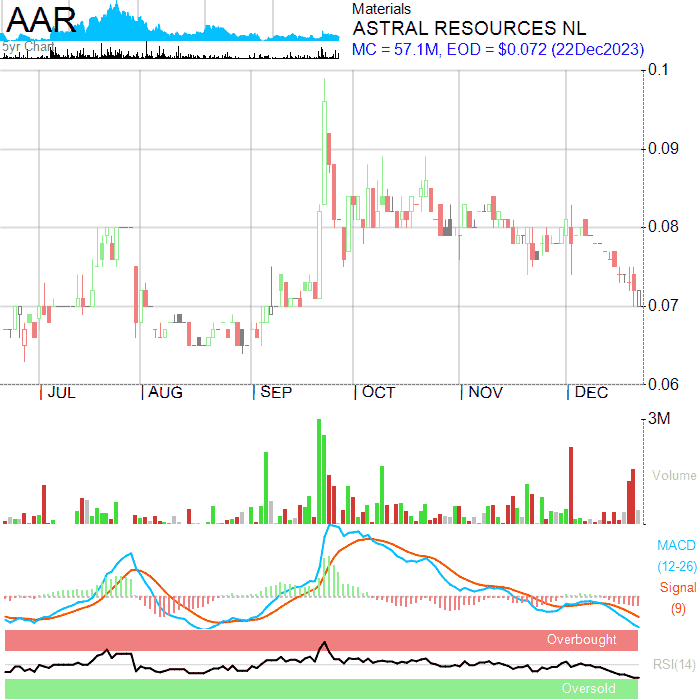 AAR
5yr Chart
Materials
ASTRAL RESOURCES NL
MC = 57.1M, EOD = $0.072 (22Dec2023)
0.1
0.09
0.08
0.07
0.06
JUL AUG SEP OCT NOV DEC
3M
Volume
MACD
(12-26)
Signal
(9)
Overbought
RSI(14)
Oversold